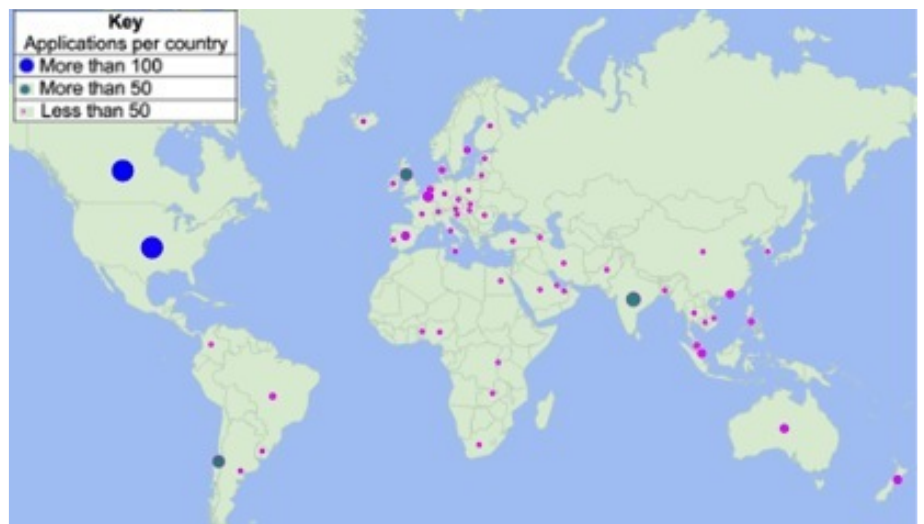 Key
Applications per country
More than 100
More than 50
Less than 50